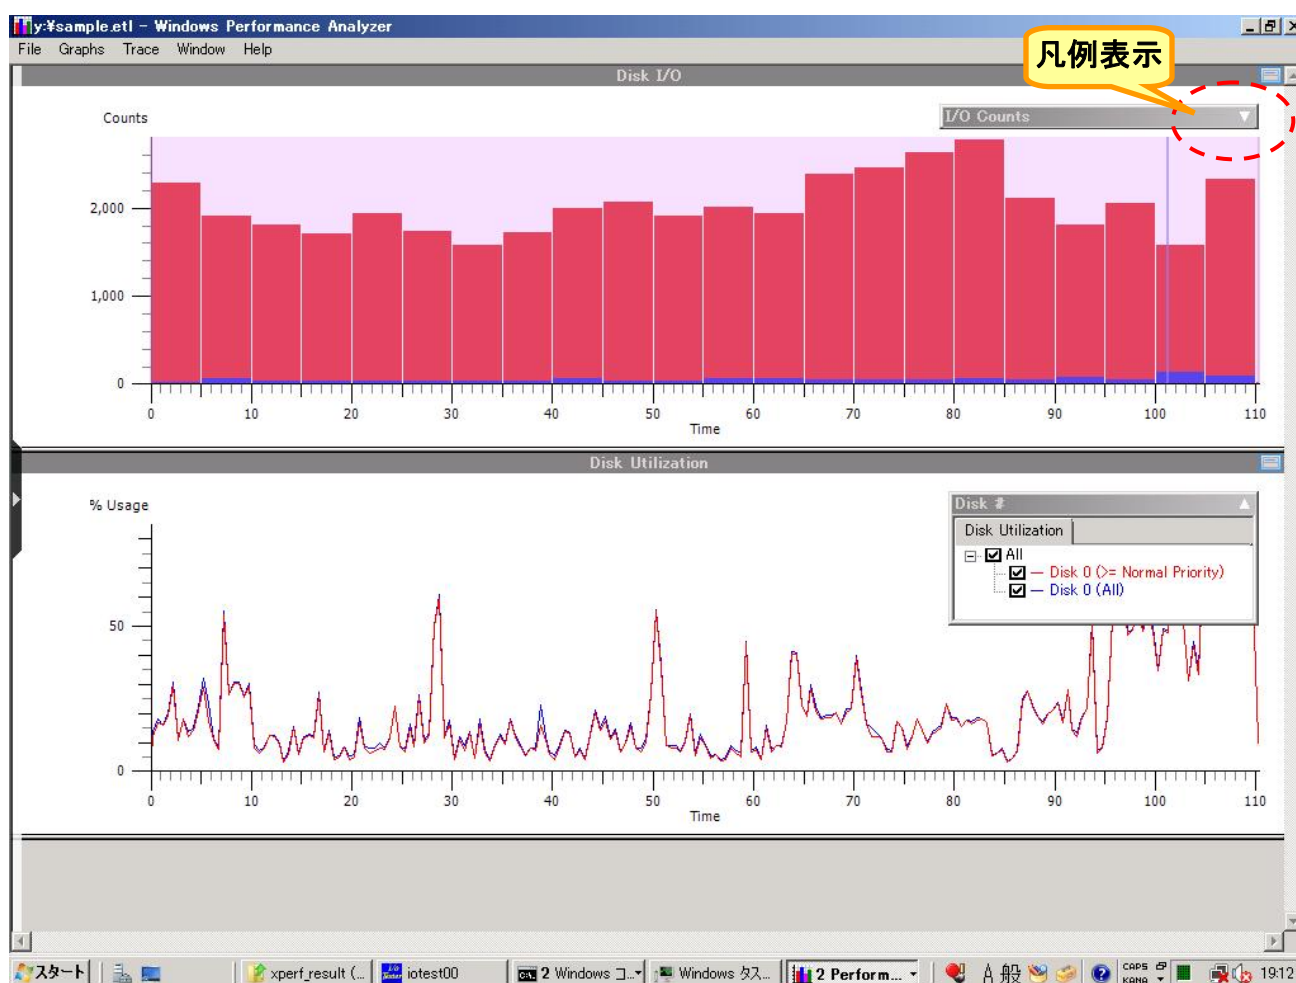 y:¥sample.etl - Windows Performance Analyzer
File Graphs Trace Window Help
凡例表示
Disk I/O
Counts
I/O Counts
2,000
1,000
0
0 10 20 30 40 50 60 70 80 90 100 110
Time
Disk Utilization
% Usage
Disk #
Disk Utilization
All
Disk 0 (>= Normal Priority)
Disk 0 (All)
50
0
0 10 20 30 40 50 60 70 80 90 100 110
Time
スタート xperf_result (... iotest00 2 Windows コ... Windows タス... 2 Perform... A 般 CAPS KANA 19:12